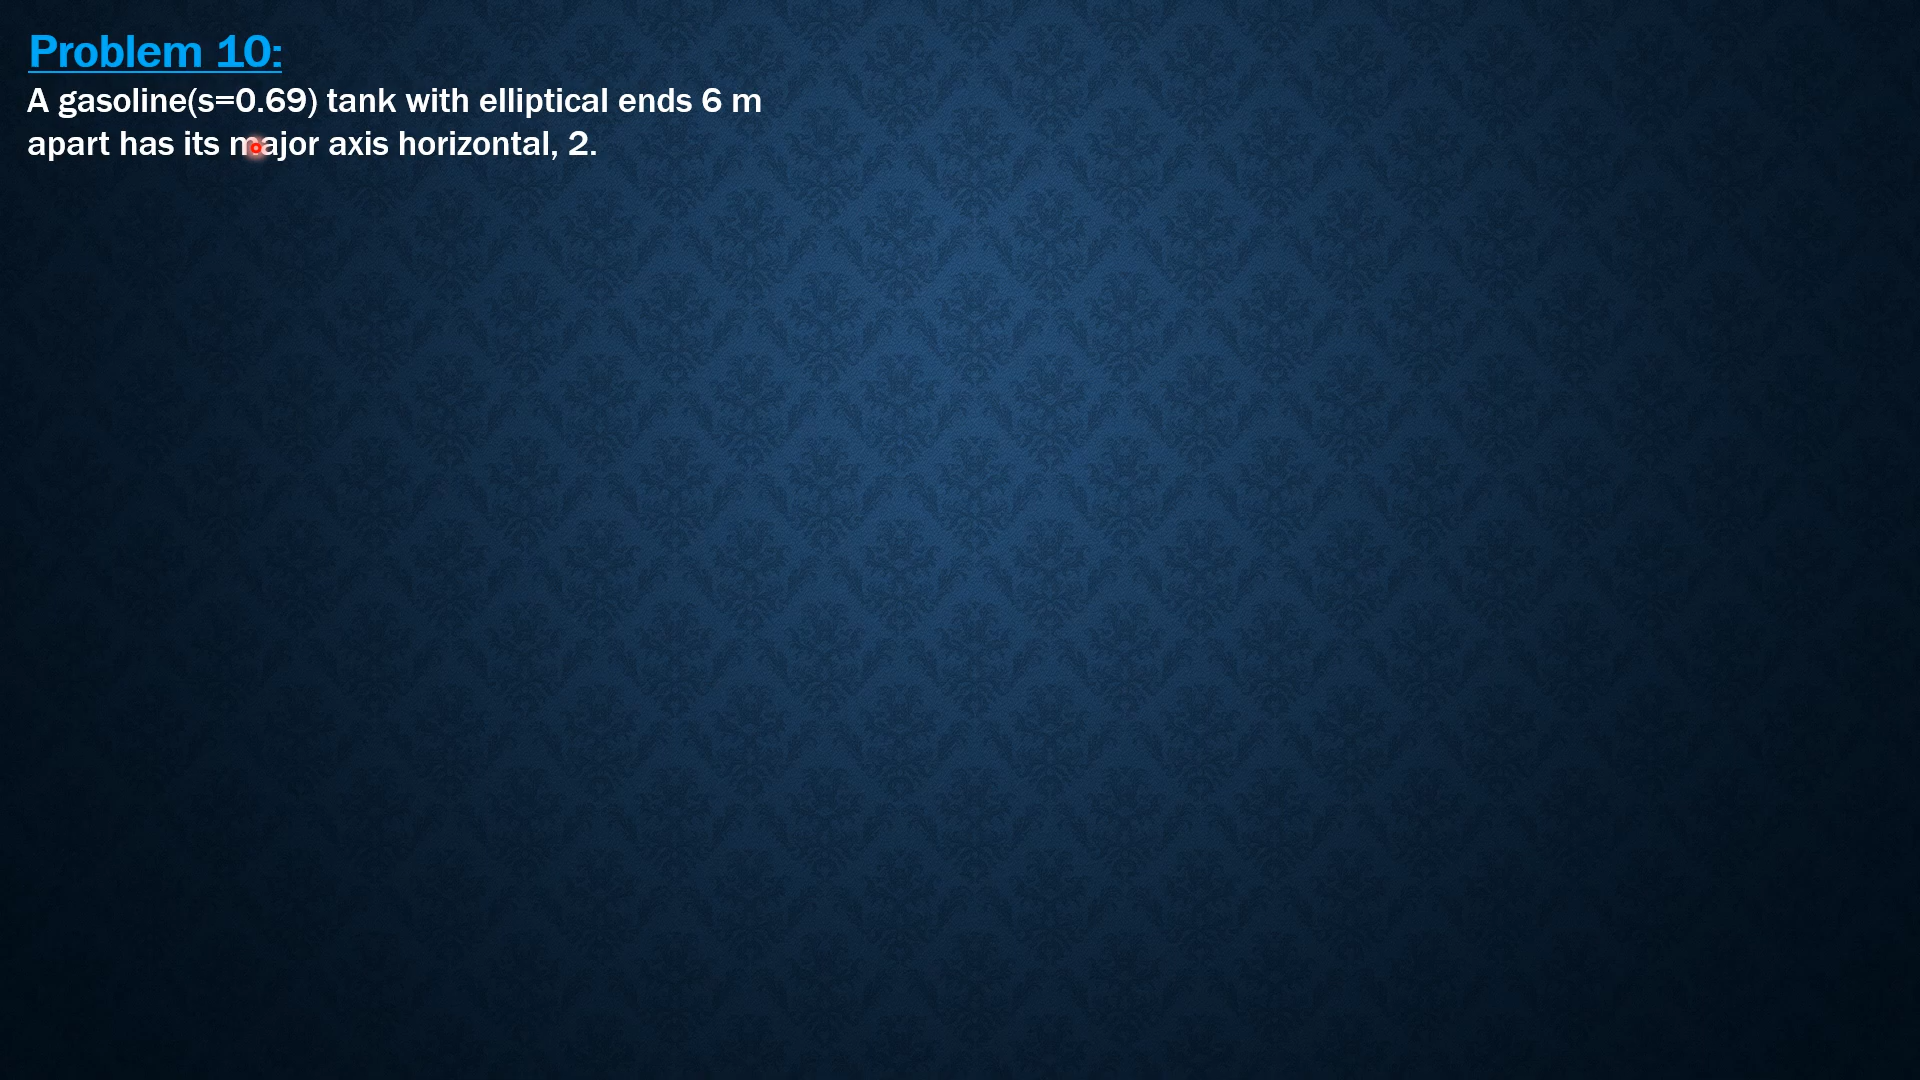 Problem 10:
A gasoline(s=0.69) tank with elliptical ends 6 m
apart has its major axis horizontal, 2.